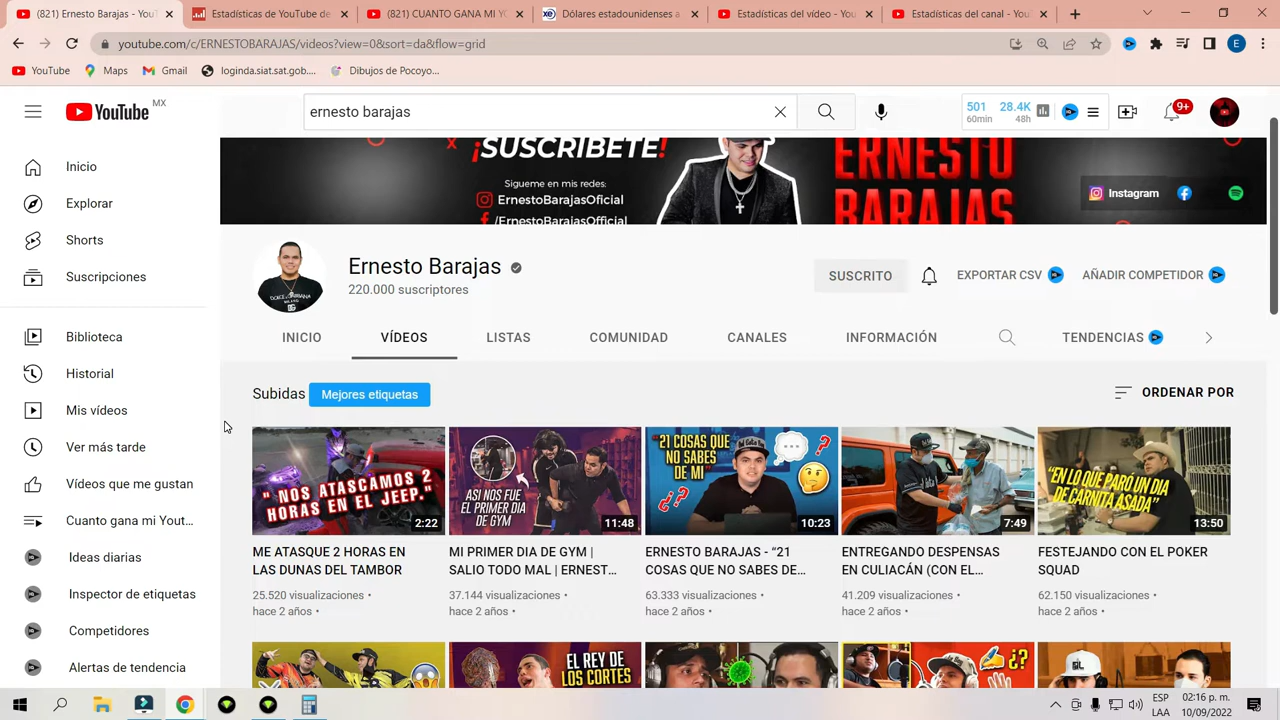 (821) Ernesto Barajas - YouTu
Estadísticas de YouTube de
(821) CUANTO GANA MI YO
Dólares estadounidenses a
Estadísticas del vídeo - You
Estadísticas del canal - You
youtube.com/c/ERNESTOBARAJAS/videos?view=0&sort=da&flow=grid
YouTube
Maps
Gmail
loginda.siat.sat.gob....
Dibujos de Pocoyo...
YouTube MX
ernesto barajas
501 28.4K
60min 48h
9+
Inicio
Explorar
Shorts
Suscripciones
Biblioteca
Historial
Mis vídeos
Ver más tarde
Vídeos que me gustan
Cuanto gana mi Yout...
Ideas diarias
Inspector de etiquetas
Competidores
Alertas de tendencia
¡SUSCRIBETE!
Sigueme en mis redes:
ErnestoBarajasOficial
/ErnestoBarajasOfficial
ERNESTO
BARAJAS
Instagram
Ernesto Barajas
220.000 suscriptores
SUSCRITO
EXPORTAR CSV
AÑADIR COMPETIDOR
INICIO
VÍDEOS
LISTAS
COMUNIDAD
CANALES
INFORMACIÓN
TENDENCIAS
Subidas
Mejores etiquetas
ORDENAR POR
" NOS ATASCAMOS 2
HORAS EN EL JEEP."
2:22
ME ATASQUE 2 HORAS EN
LAS DUNAS DEL TAMBOR
25.520 visualizaciones •
hace 2 años •
ASI NOS FUE
EL PRIMER DIA
DE GYM
11:48
MI PRIMER DIA DE GYM |
SALIO TODO MAL | ERNEST...
37.144 visualizaciones •
hace 2 años •
"21 COSAS QUE
NO SABES
DE MI"
10:23
ERNESTO BARAJAS - “21
COSAS QUE NO SABES DE...
63.333 visualizaciones •
hace 2 años •
7:49
ENTREGANDO DESPENSAS
EN CULIACÁN (CON EL...
41.209 visualizaciones •
hace 2 años •
"EN LO QUE PARÓ UN DIA
DE CARNITA ASADA"
13:50
FESTEJANDO CON EL POKER
SQUAD
62.150 visualizaciones •
hace 2 años •
EL REY DE
LOS CORTES
¿?
ESP
LAA
02:16 p. m.
10/09/2022